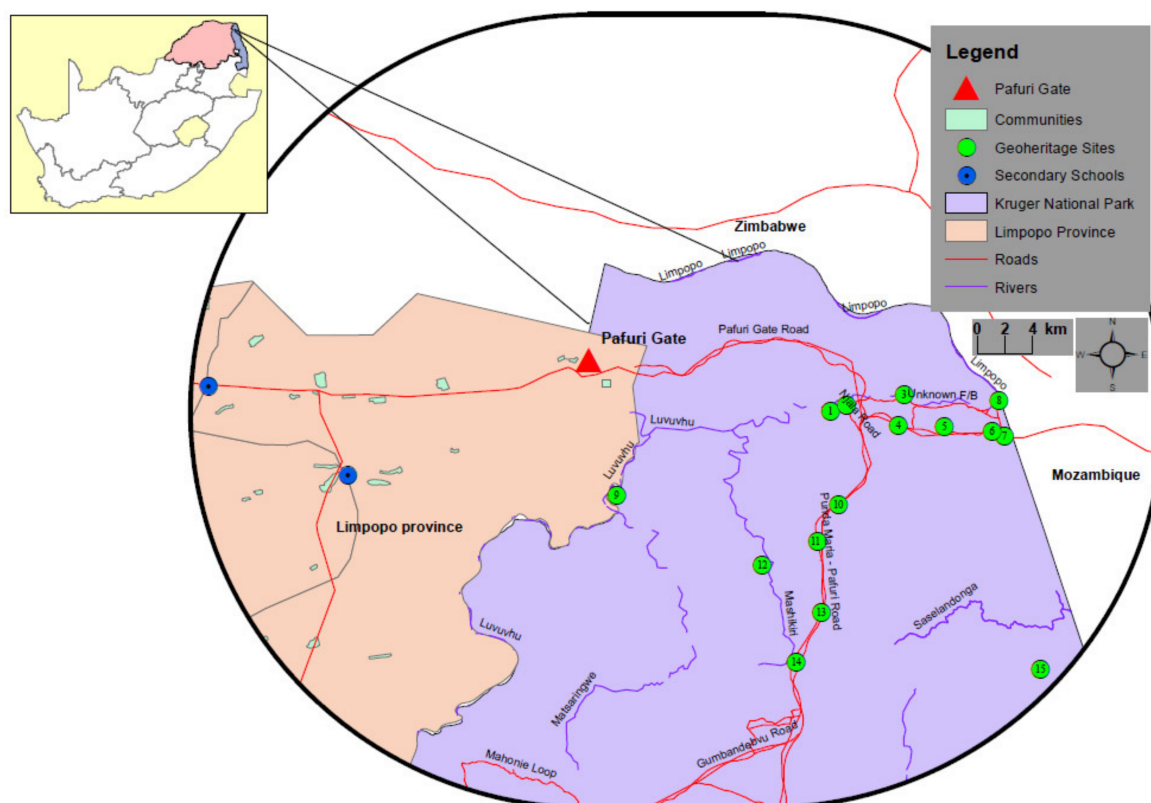 Legend
Pafuri Gate
Communities
Geoheritage Sites
Secondary Schools
Kruger National Park
Limpopo Province
Roads
Rivers
0 2 4 km
N
W E
S
Zimbabwe
Limpopo
Limpopo
Limpopo
Limpopo
Pafuri Gate Road
Pafuri Gate
Unknown F/B
Njala Road
1
3
8
4
5
6
7
Luvuvhu
Luvuvhu
Mozambique
9
10
Limpopo province
11
Punda Maria - Pafuri Road
12
Mashikiri
13
Saselandonga
Luvuvhu
14
15
Matsaringwe
Gumbandebvu Road
Mahonie Loop